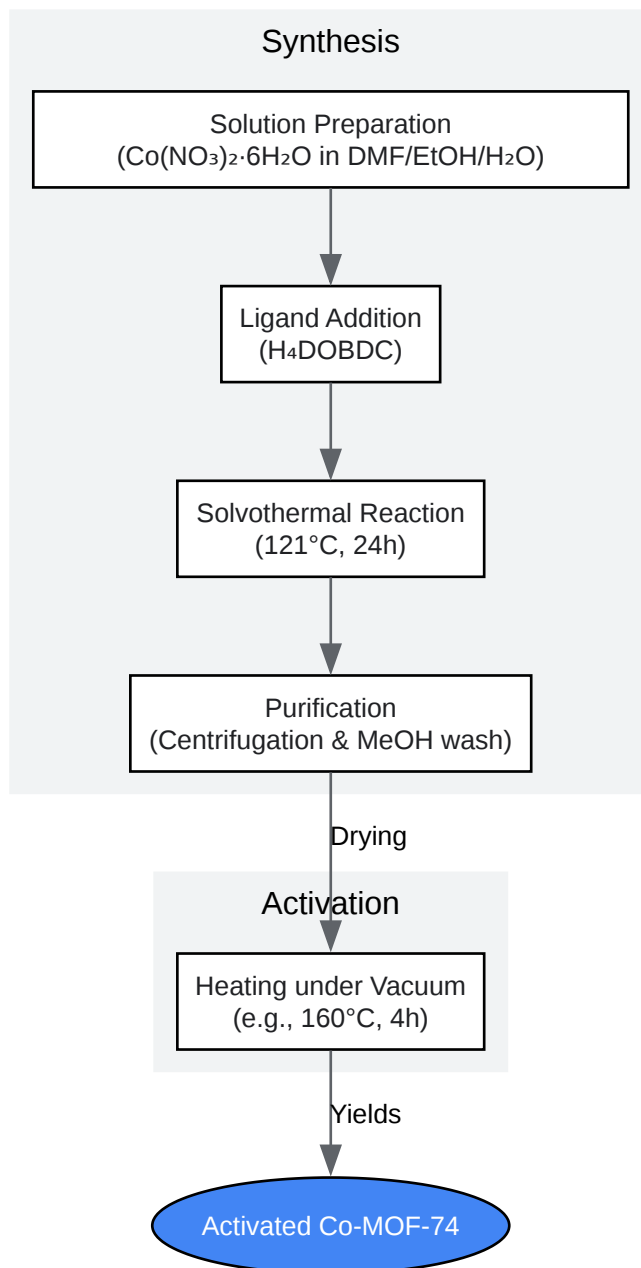 Synthesis
Solution Preparation
(Co(NO₃)₂·6H₂O in DMF/EtOH/H₂O)
Ligand Addition
(H₄DOBDC)
Solvothermal Reaction
(121°C, 24h)
Purification
(Centrifugation & MeOH wash)
Drying
Activation
Heating under Vacuum
(e.g., 160°C, 4h)
Yields
Activated Co-MOF-74